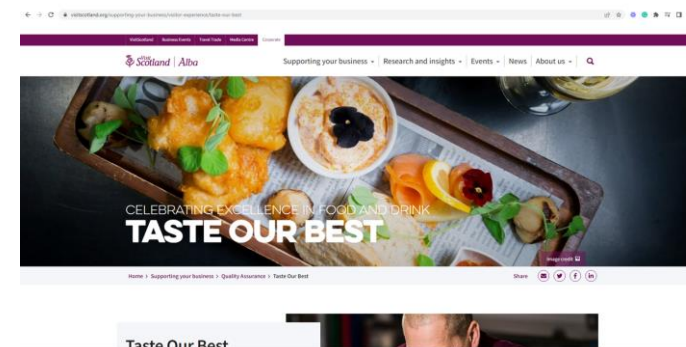 visitscotland.org/supporting-your-business/visitor-experience/taste-our-best
VisitScotland Business Events Travel Trade Media Centre Corporate
Visit Scotland | Alba
Supporting your business Research and insights Events News About us
CELEBRATING EXCELLENCE IN FOOD AND DRINK
TASTE OUR BEST
Image credit
Home > Supporting your business > Quality Assurance > Taste Our Best
Share
Taste Our Best